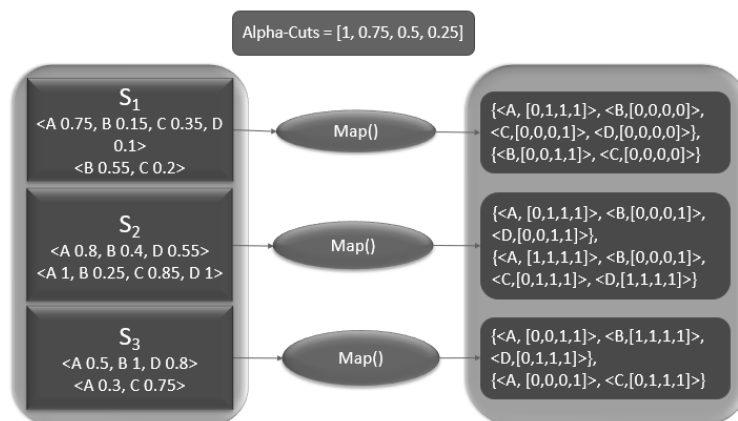 Alpha-Cuts = [1, 0.75, 0.5, 0.25]
S1
<A 0.75, B 0.15, C 0.35, D
0.1>
<B 0.55, C 0.2>
Map()
{<A, [0,1,1,1]>, <B,[0,0,0,0]>,
<C,[0,0,0,1]>, <D,[0,0,0,0]>},
{<B,[0,0,1,1]>, <C,[0,0,0,0]>}
S2
<A 0.8, B 0.4, D 0.55>
<A 1, B 0.25, C 0.85, D 1>
Map()
{<A, [0,1,1,1]>, <B,[0,0,0,1]>,
<D,[0,0,1,1]>},
{<A, [1,1,1,1]>, <B,[0,0,0,1]>,
<C,[0,1,1,1]>, <D,[1,1,1,1]>}
S3
<A 0.5, B 1, D 0.8>
<A 0.3, C 0.75>
Map()
{<A, [0,0,1,1]>, <B,[1,1,1,1]>,
<D,[0,1,1,1]>},
{<A, [0,0,0,1]>, <C,[0,1,1,1]>}